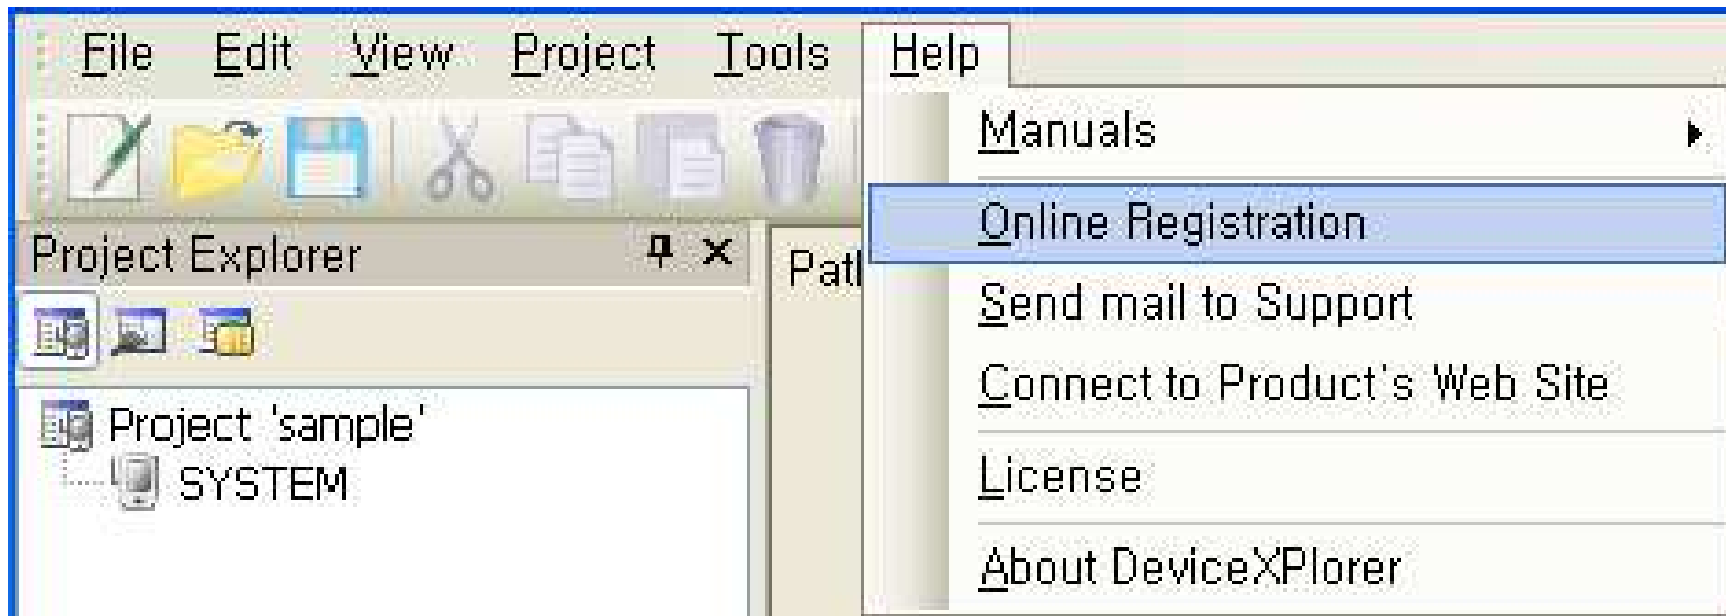 File Edit View Project Tools Help
Manuals
Online Registration
Project Explorer
Send mail to Support
Connect to Product's Web Site
Project 'sample'
SYSTEM
License
About DeviceXPlorer